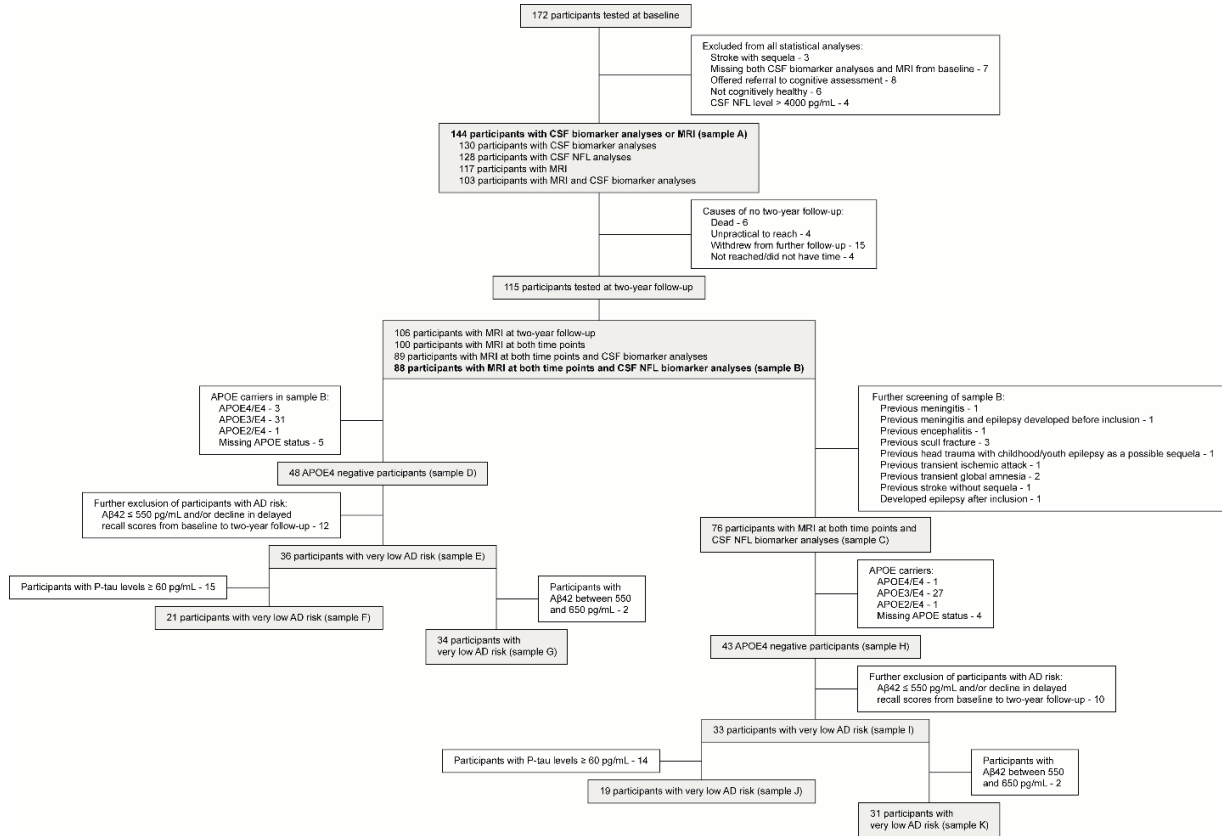 172 participants tested at baseline
Excluded from all statistical analyses:
Stroke with sequela - 3
Missing both CSF biomarker analyses and MRI from baseline - 7
Offered referral to cognitive assessment - 8
Not cognitively healthy - 6
CSF NFL level > 4000 pg/mL - 4
144 participants with CSF biomarker analyses or MRI (sample A)
130 participants with CSF biomarker analyses
128 participants with CSF NFL analyses
117 participants with MRI
103 participants with MRI and CSF biomarker analyses
Causes of no two-year follow-up:
Dead - 6
Unpractical to reach - 4
Withdrew from further follow-up - 15
Not reached/did not have time - 4
115 participants tested at two-year follow-up
106 participants with MRI at two-year follow-up
100 participants with MRI at both time points
89 participants with MRI at both time points and CSF biomarker analyses
88 participants with MRI at both time points and CSF NFL biomarker analyses (sample B)
APOE carriers in sample B:
APOE4/E4 - 3
APOE3/E4 - 31
APOE2/E4 - 1
Missing APOE status - 5
48 APOE4 negative participants (sample D)
Further exclusion of participants with AD risk:
Aβ42 ≤ 550 pg/mL and/or decline in delayed
recall scores from baseline to two-year follow-up - 12
36 participants with very low AD risk (sample E)
Participants with P-tau levels ≥ 60 pg/mL - 15
21 participants with very low AD risk (sample F)
Participants with
Aβ42 between 550
and 650 pg/mL - 2
34 participants with
very low AD risk (sample G)
Further screening of sample B:
Previous meningitis - 1
Previous meningitis and epilepsy developed before inclusion - 1
Previous encephalitis - 1
Previous scull fracture - 3
Previous head trauma with childhood/youth epilepsy as a possible sequela - 1
Previous transient ischemic attack - 1
Previous transient global amnesia - 2
Previous stroke without sequela - 1
Developed epilepsy after inclusion - 1
76 participants with MRI at both time points and
CSF NFL biomarker analyses (sample C)
APOE carriers:
APOE4/E4 - 1
APOE3/E4 - 27
APOE2/E4 - 1
Missing APOE status - 4
43 APOE4 negative participants (sample H)
Further exclusion of participants with AD risk:
Aβ42 ≤ 550 pg/mL and/or decline in delayed
recall scores from baseline to two-year follow-up - 10
33 participants with very low AD risk (sample I)
Participants with P-tau levels ≥ 60 pg/mL - 14
19 participants with very low AD risk (sample J)
Participants with
Aβ42 between 550
and 650 pg/mL - 2
31 participants with
very low AD risk (sample K)